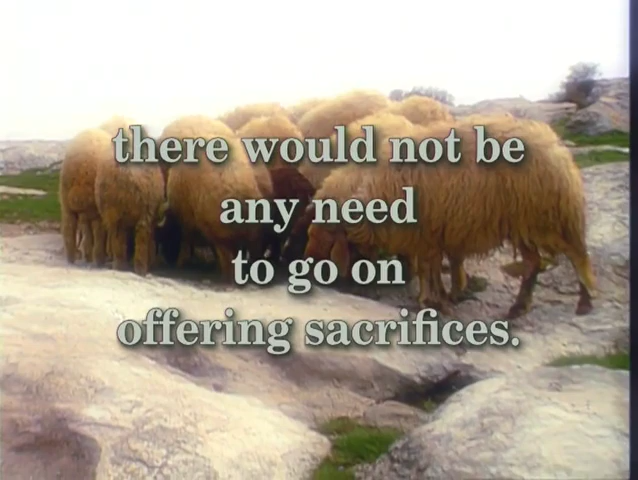 there would not be
any need
to go on
offering sacrifices.